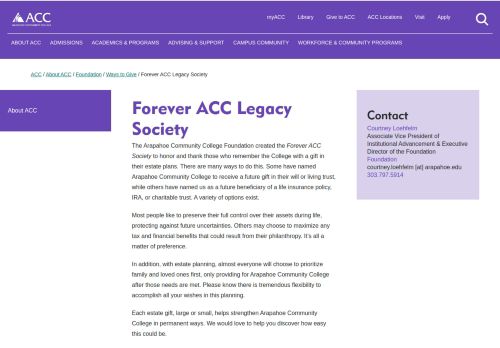 ACC
ARAPAHOE COMMUNITY COLLEGE
myACC Library Give to ACC ACC Locations Visit Apply
ABOUT ACC ADMISSIONS ACADEMICS & PROGRAMS ADVISING & SUPPORT CAMPUS COMMUNITY WORKFORCE & COMMUNITY PROGRAMS
ACC / About ACC / Foundation / Ways to Give / Forever ACC Legacy Society
About ACC
Forever ACC Legacy
Society
The Arapahoe Community College Foundation created the Forever ACC
Society to honor and thank those who remember the College with a gift in
their estate plans. There are many ways to do this. Some have named
Arapahoe Community College to receive a future gift in their will or living trust,
while others have named us as a future beneficiary of a life insurance policy,
IRA, or charitable trust. A variety of options exist.
Most people like to preserve their full control over their assets during life,
protecting against future uncertainties. Others may choose to maximize any
tax and financial benefits that could result from their philanthropy. It's all a
matter of preference.
In addition, with estate planning, almost everyone will choose to prioritize
family and loved ones first, only providing for Arapahoe Community College
after those needs are met. Please know there is tremendous flexibility to
accomplish all your wishes in this planning.
Each estate gift, large or small, helps strengthen Arapahoe Community
College in permanent ways. We would love to help you discover how easy
this could be.
Contact
Courtney Loehfelm
Associate Vice President of
Institutional Advancement & Executive
Director of the Foundation
Foundation
courtney.loehfelm [at] arapahoe.edu
303.797.5914